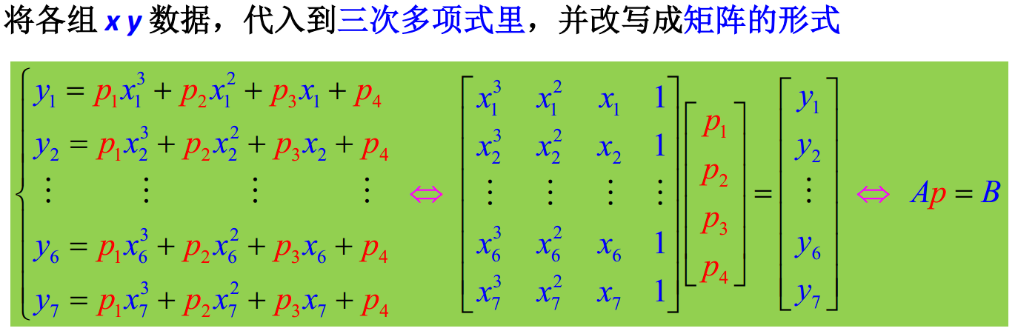 将各组 x y 数据，代入到三次多项式里，并改写成矩阵的形式
y₁ = p₁x₁³ + p₂x₁² + p₃x₁ + p₄
y₂ = p₁x₂³ + p₂x₂² + p₃x₂ + p₄
⋮ ⋮ ⋮ ⋮
y₆ = p₁x₆³ + p₂x₆² + p₃x₆ + p₄
y₇ = p₁x₇³ + p₂x₇² + p₃x₇ + p₄
⇔
x₁³ x₁² x₁ 1
x₂³ x₂² x₂ 1
⋮ ⋮ ⋮ ⋮
x₆³ x₆² x₆ 1
x₇³ x₇² x₇ 1
p₁
p₂
p₃
p₄
=
y₁
y₂
⋮
y₆
y₇
⇔ Ap = B